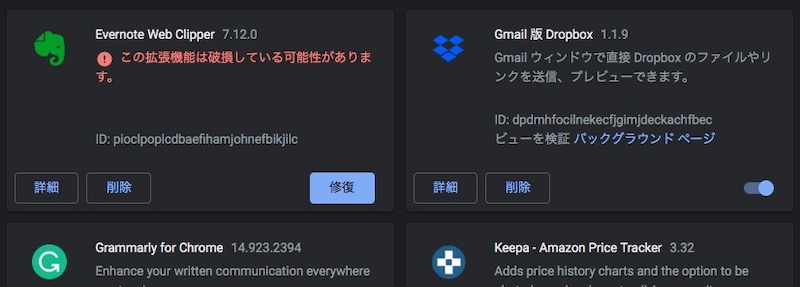 Evernote Web Clipper 7.12.0
この拡張機能は破損している可能性がありま
す。
ID: pioclpoplcdbaefihamjohnefbikjilc
詳細 削除 修復
Gmail 版 Dropbox 1.1.9
Gmail ウィンドウで直接 Dropbox のファイルやリ
ンクを送信、プレビューできます。
ID: dpdmhfocilnekecfjgimjdeckachfbec
ビューを検証 バックグラウンド ページ
詳細 削除
Grammarly for Chrome 14.923.2394
Enhance your written communication everywhere
Keepa - Amazon Price Tracker 3.32
Adds price history charts and the option to be